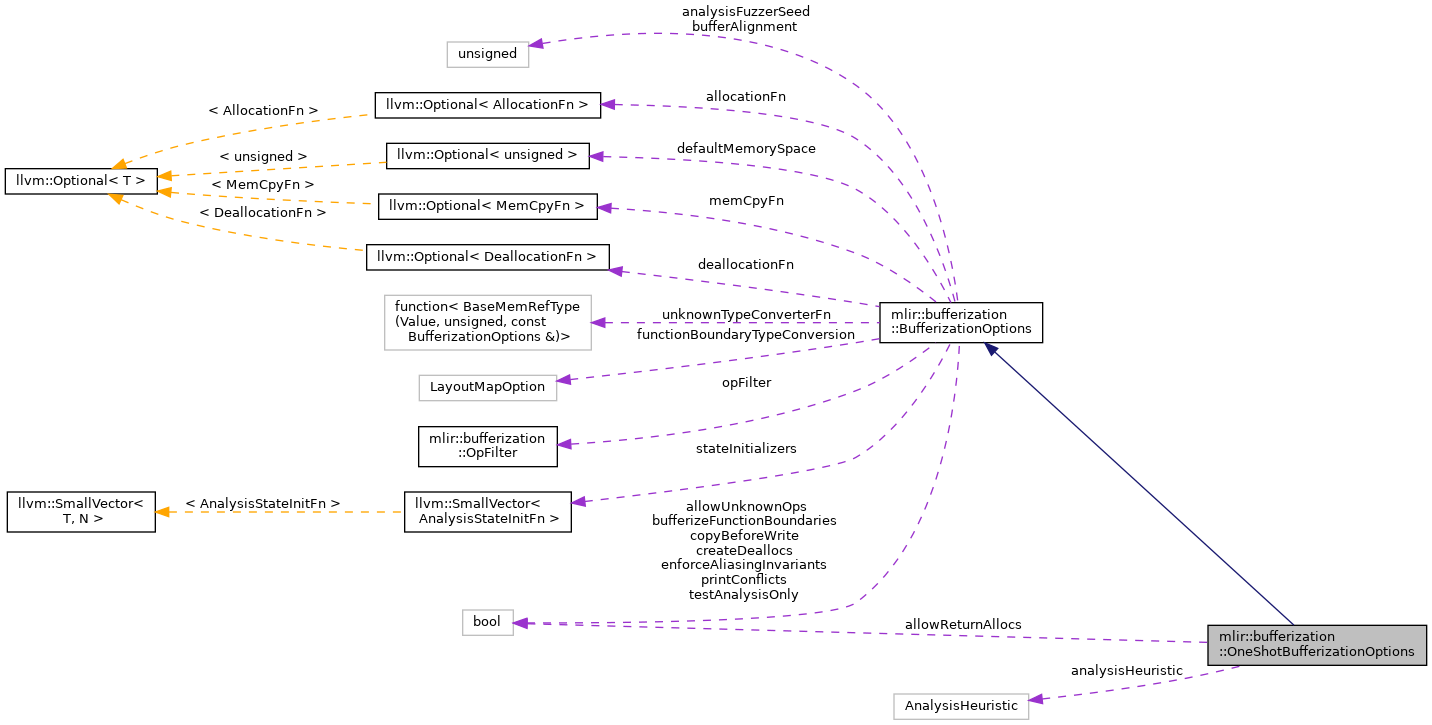 analysisFuzzerSeed
bufferAlignment
unsigned
allocationFn
llvm::Optional< AllocationFn >
< AllocationFn >
defaultMemorySpace
llvm::Optional< unsigned >
< unsigned >
llvm::Optional< T >
< MemCpyFn >
llvm::Optional< MemCpyFn >
memCpyFn
< DeallocationFn >
llvm::Optional< DeallocationFn >
deallocationFn
function< BaseMemRefType
(Value, unsigned, const
BufferizationOptions &)>
unknownTypeConverterFn
mlir::bufferization
::BufferizationOptions
functionBoundaryTypeConversion
LayoutMapOption
opFilter
mlir::bufferization
::OpFilter
stateInitializers
llvm::SmallVector<
T, N >
< AnalysisStateInitFn >
llvm::SmallVector<
AnalysisStateInitFn >
allowUnknownOps
bufferizeFunctionBoundaries
copyBeforeWrite
createDeallocs
enforceAliasingInvariants
printConflicts
testAnalysisOnly
bool
allowReturnAllocs
mlir::bufferization
::OneShotBufferizationOptions
analysisHeuristic
AnalysisHeuristic